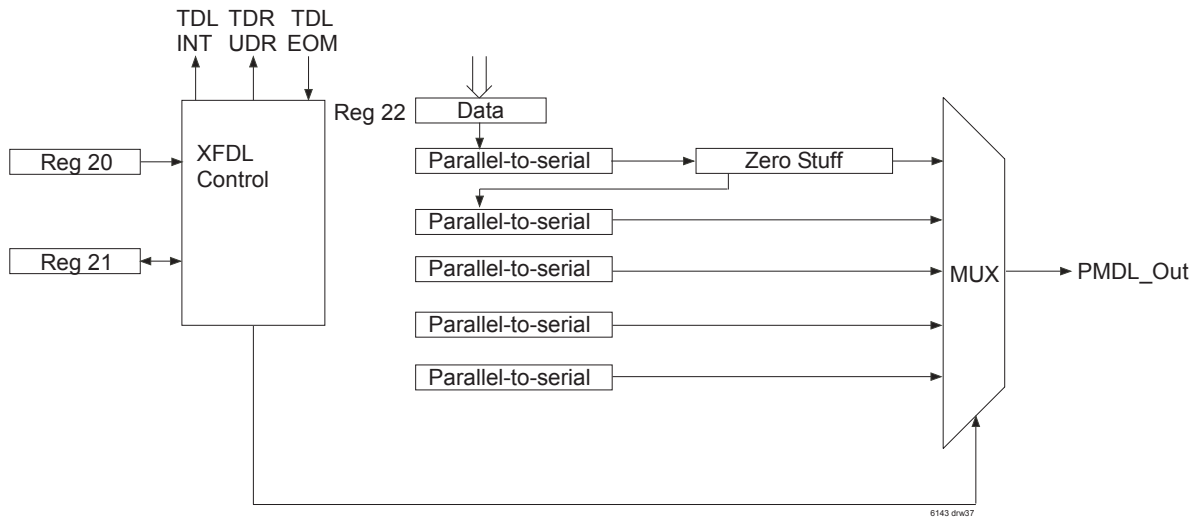 TDL TDR TDL
INT UDR EOM
Reg 22
Data
XFDL
Control
Reg 20
Parallel-to-serial
Zero Stuff
Parallel-to-serial
Reg 21
Parallel-to-serial
MUX
PMDL_Out
Parallel-to-serial
Parallel-to-serial
6143 drw37